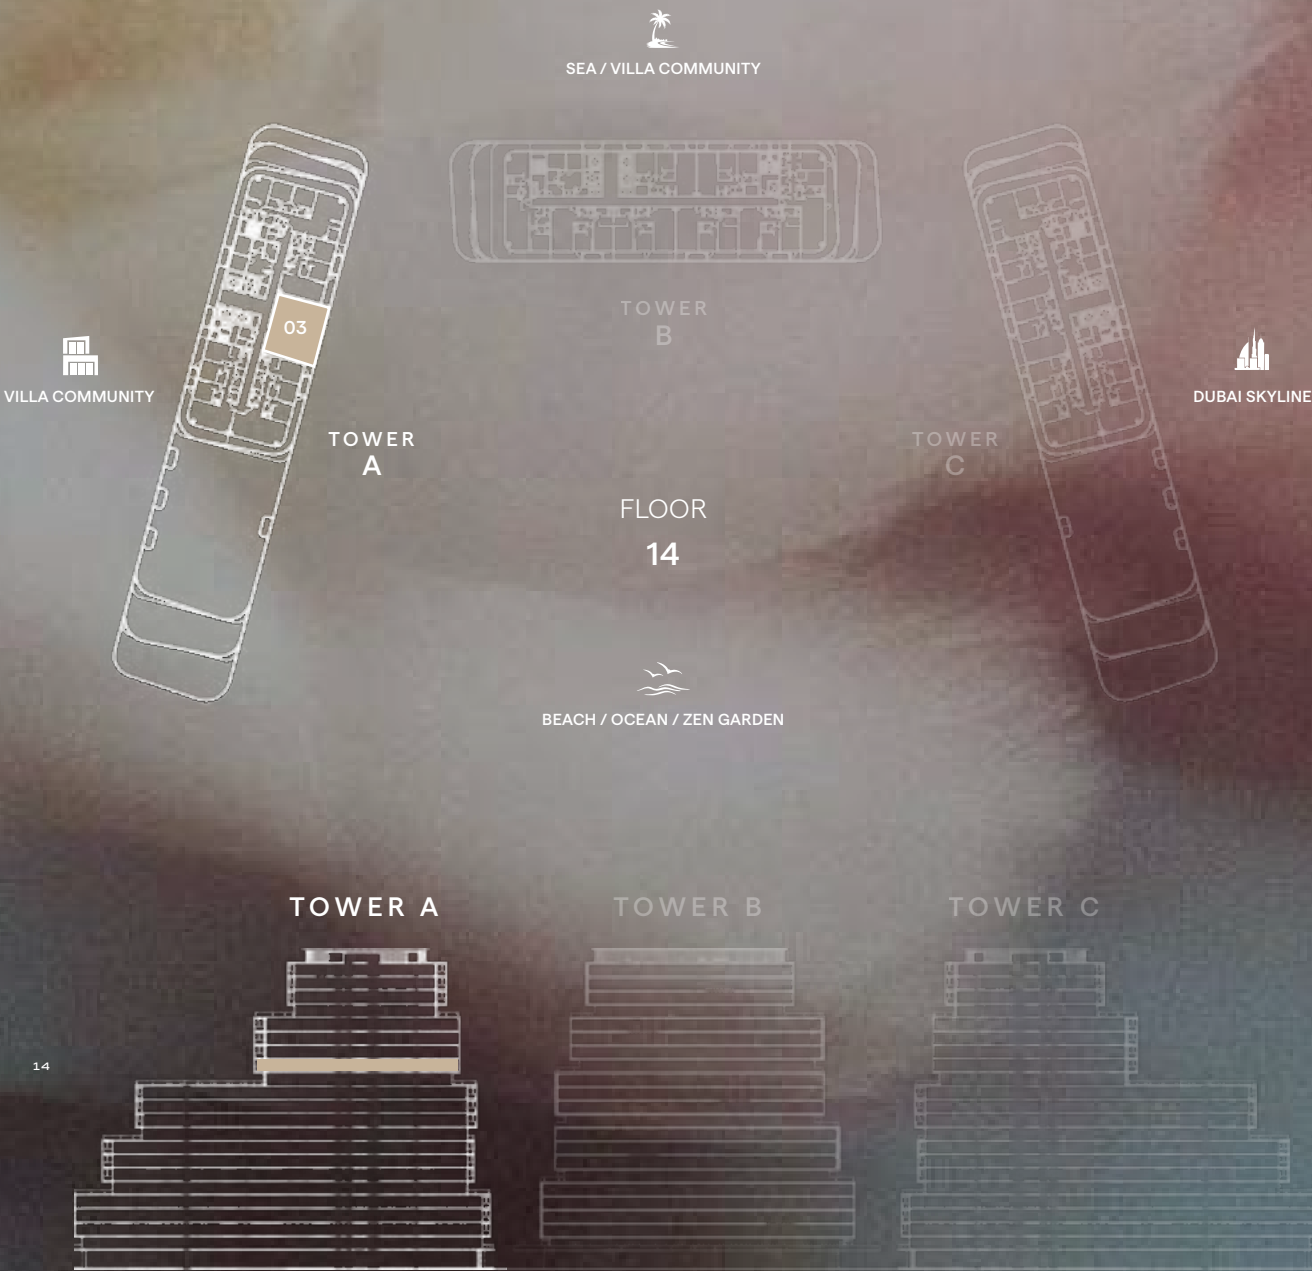 SEA / VILLA COMMUNITY
TOWER
B
03
VILLA COMMUNITY
DUBAI SKYLINE
TOWER
A
TOWER
C
FLOOR
14
BEACH / OCEAN / ZEN GARDEN
TOWER A
TOWER B
TOWER C
14